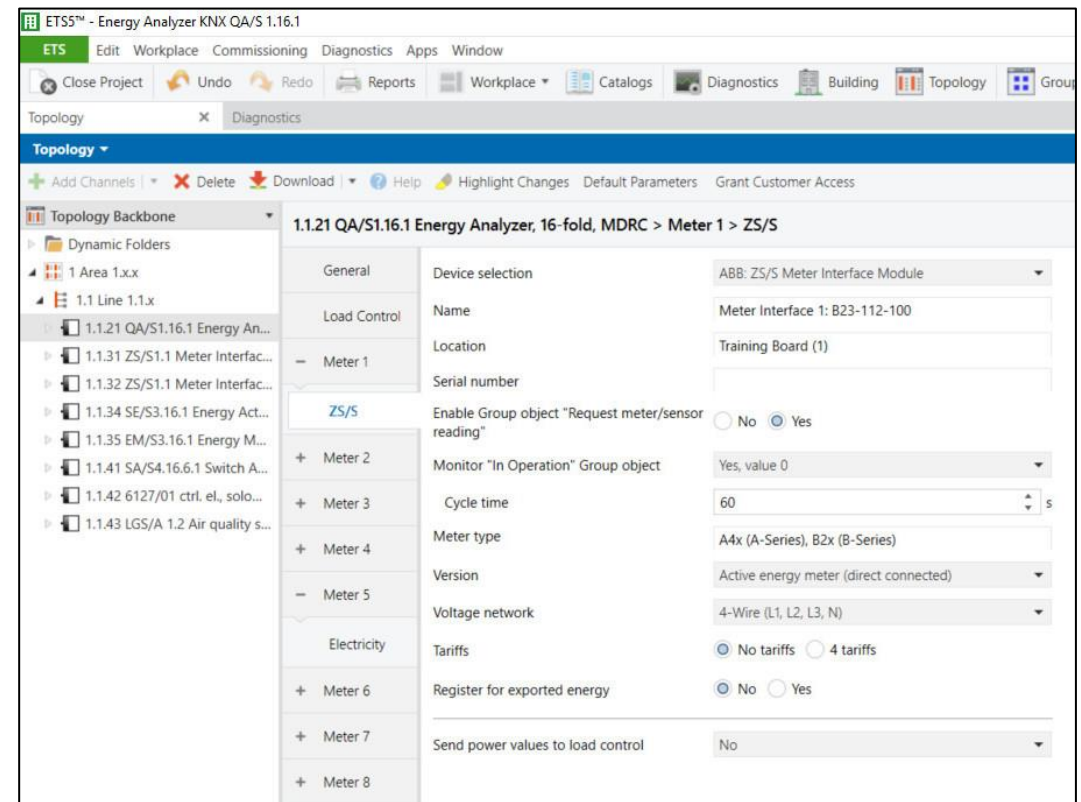 ETS5™ - Energy Analyzer KNX QA/S 1.16.1
ETS Edit Workplace Commissioning Diagnostics Apps Window
Close Project Undo Redo Reports Workplace Catalogs Diagnostics Building Topology Group
Topology Diagnostics
Topology
Add Channels Delete Download Help Highlight Changes Default Parameters Grant Customer Access
Topology Backbone
Dynamic Folders
1 Area 1.x.x
1.1 Line 1.1.x
1.1.21 QA/S1.16.1 Energy An...
1.1.31 ZS/S1.1 Meter Interfac...
1.1.32 ZS/S1.1 Meter Interfac...
1.1.34 SE/S3.16.1 Energy Act...
1.1.35 EM/S3.16.1 Energy M...
1.1.41 SA/S4.16.6.1 Switch A...
1.1.42 6127/01 ctrl. el., solo...
1.1.43 LGS/A 1.2 Air quality s...
1.1.21 QA/S1.16.1 Energy Analyzer, 16-fold, MDRC > Meter 1 > ZS/S
General
Load Control
− Meter 1
ZS/S
+ Meter 2
+ Meter 3
+ Meter 4
− Meter 5
Electricity
+ Meter 6
+ Meter 7
+ Meter 8
Device selection ABB: ZS/S Meter Interface Module
Name Meter Interface 1: B23-112-100
Location Training Board (1)
Serial number
Enable Group object "Request meter/sensor
reading" No Yes
Monitor "In Operation" Group object Yes, value 0
Cycle time 60 s
Meter type A4x (A-Series), B2x (B-Series)
Version Active energy meter (direct connected)
Voltage network 4-Wire (L1, L2, L3, N)
Tariffs No tariffs 4 tariffs
Register for exported energy No Yes
Send power values to load control No